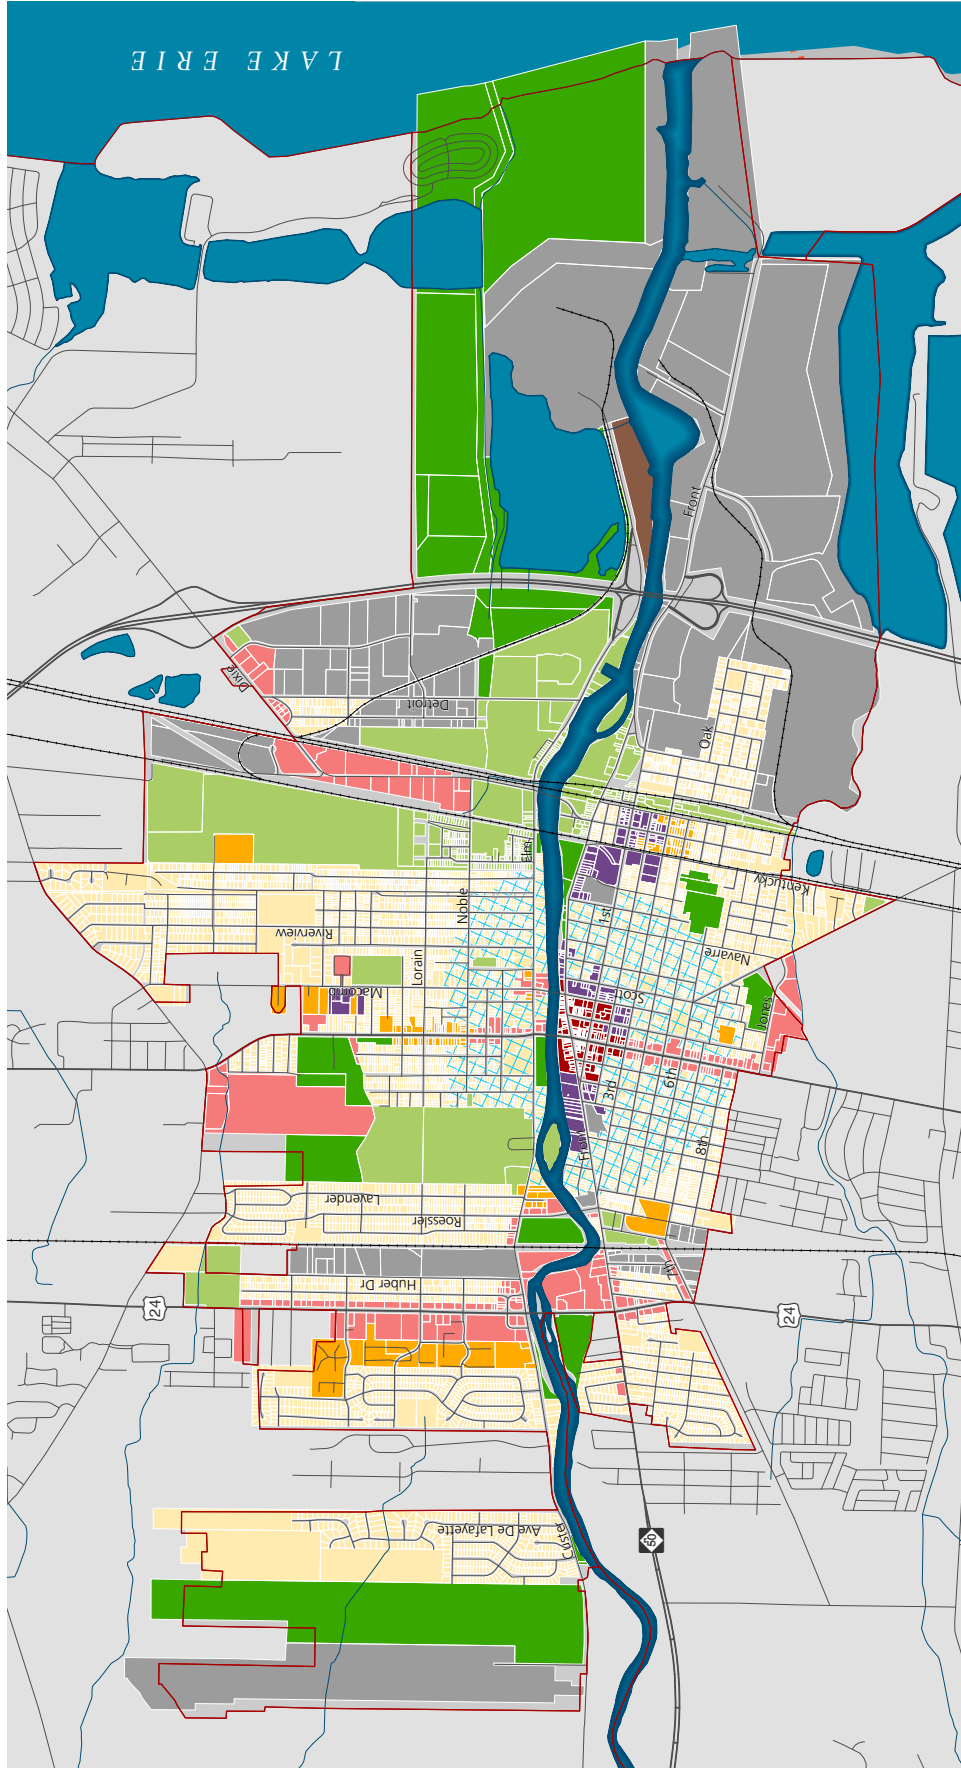 LAKE ERIE
Front
Dixie
Detroit
Oak
Elm
Kentucky
Noble
1st
Riverview
Navarre
Lorain
Macomb
Scott
Jones
6th
3rd
Front
8th
Lavender
Roessler
7th
Huber Dr
24
24
Ave De Lafayette
Custer
50